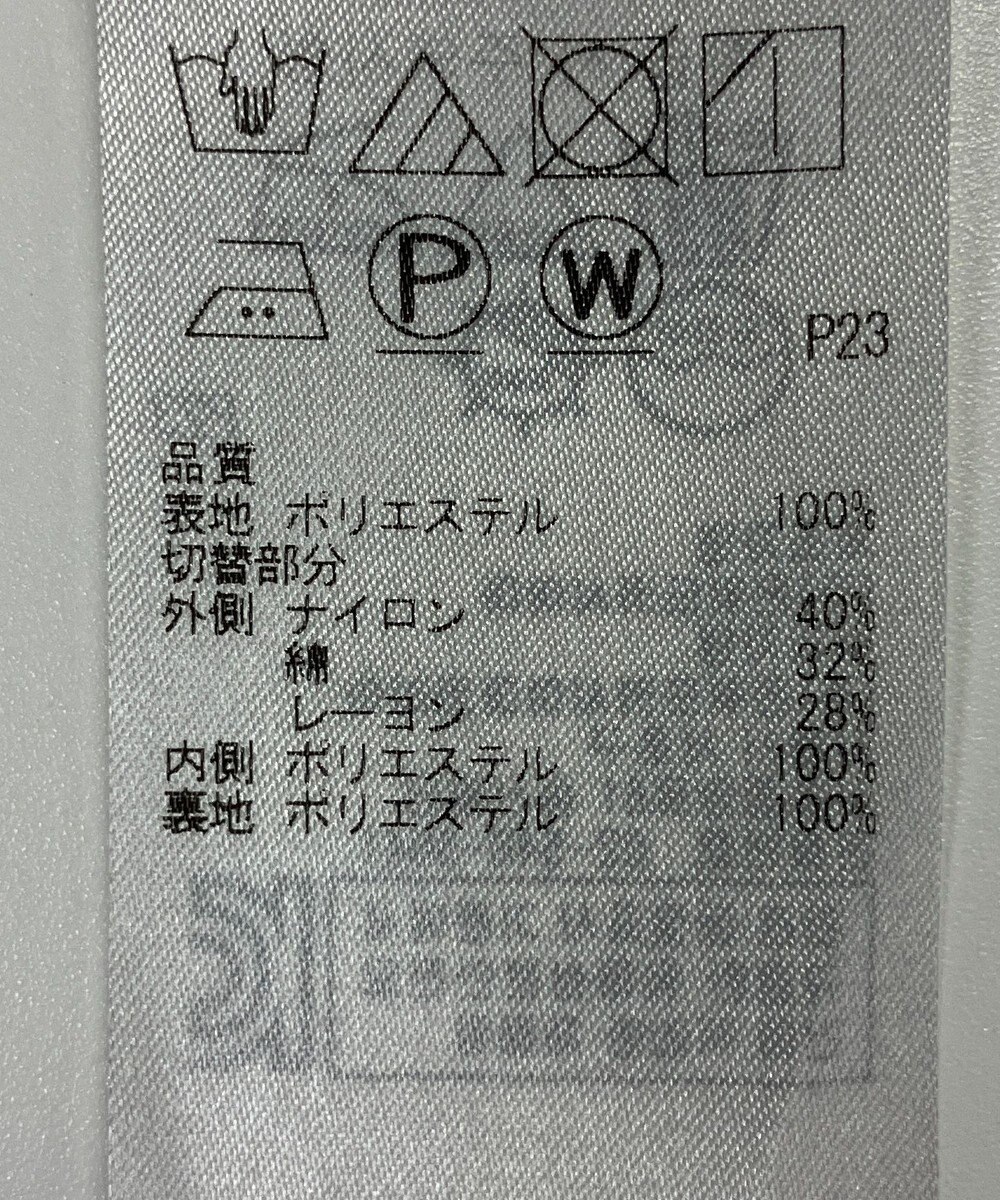 P W
P23
品質
表地 ポリエステル 100%
切替部分
外側 ナイロン 40%
綿 32%
レーヨン 28%
内側 ポリエステル 100%
裏地 ポリエステル 100%